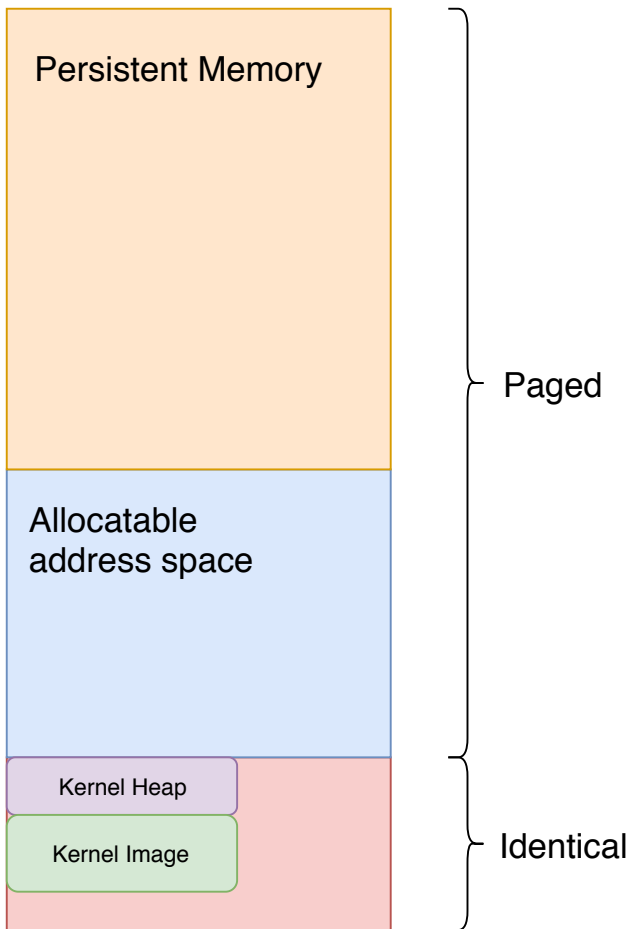 Persistent Memory
Paged
Allocatable
address space
Kernel Heap
Kernel Image
Identical